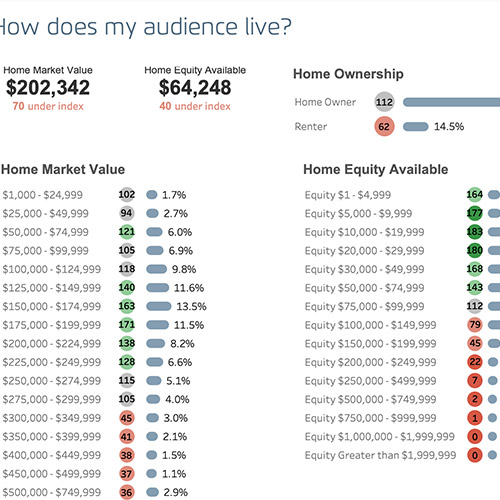 How does my audience live?
Home Market Value
$202,342
70 under index
Home Equity Available
$64,248
40 under index
Home Ownership
Home Owner 112
Renter 62 14.5%
Home Market Value
$1,000 - $24,999 102 1.7%
$25,000 - $49,999 94 2.7%
$50,000 - $74,999 121 6.0%
$75,000 - $99,999 105 6.9%
$100,000 - $124,999 118 9.8%
$125,000 - $149,999 140 11.6%
$150,000 - $174,999 163 13.5%
$175,000 - $199,999 171 11.5%
$200,000 - $224,999 138 8.2%
$225,000 - $249,999 128 6.6%
$250,000 - $274,999 115 5.1%
$275,000 - $299,999 105 4.0%
$300,000 - $349,999 45 3.0%
$350,000 - $399,999 41 2.1%
$400,000 - $449,999 38 1.5%
$450,000 - $499,999 37 1.1%
$500,000 - $749,999 36 2.9%
Home Equity Available
Equity $1 - $4,999 164
Equity $5,000 - $9,999 177
Equity $10,000 - $19,999 183
Equity $20,000 - $29,999 180
Equity $30,000 - $49,999 168
Equity $50,000 - $74,999 143
Equity $75,000 - $99,999 112
Equity $100,000 - $149,999 79
Equity $150,000 - $199,999 45
Equity $200,000 - $249,999 22
Equity $250,000 - $499,999 7
Equity $500,000 - $749,999 2
Equity $750,000 - $999,999 1
Equity $1,000,000 - $1,999,999 0
Equity Greater than $1,999,999 0